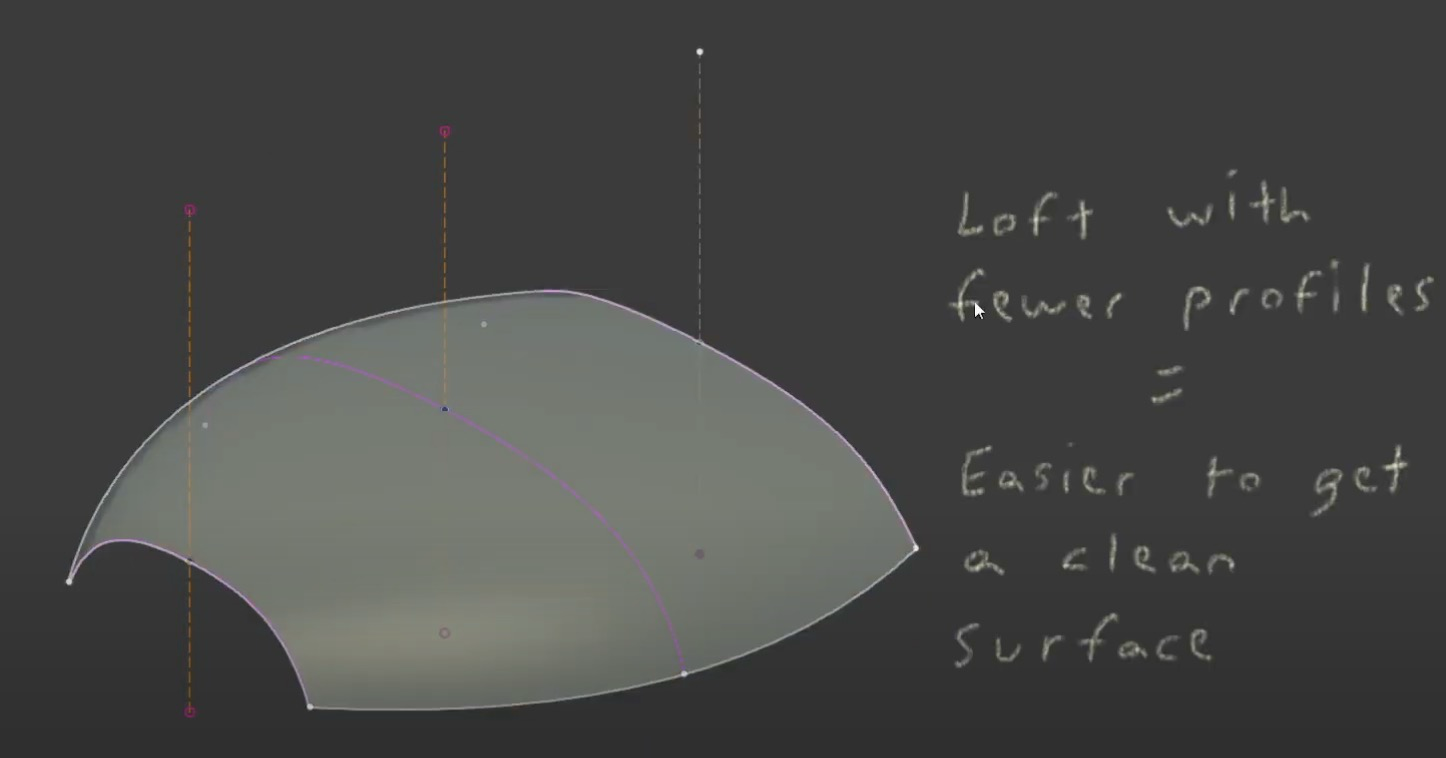 Loft with
fewer profiles
=
Easier to get
a clean
surface